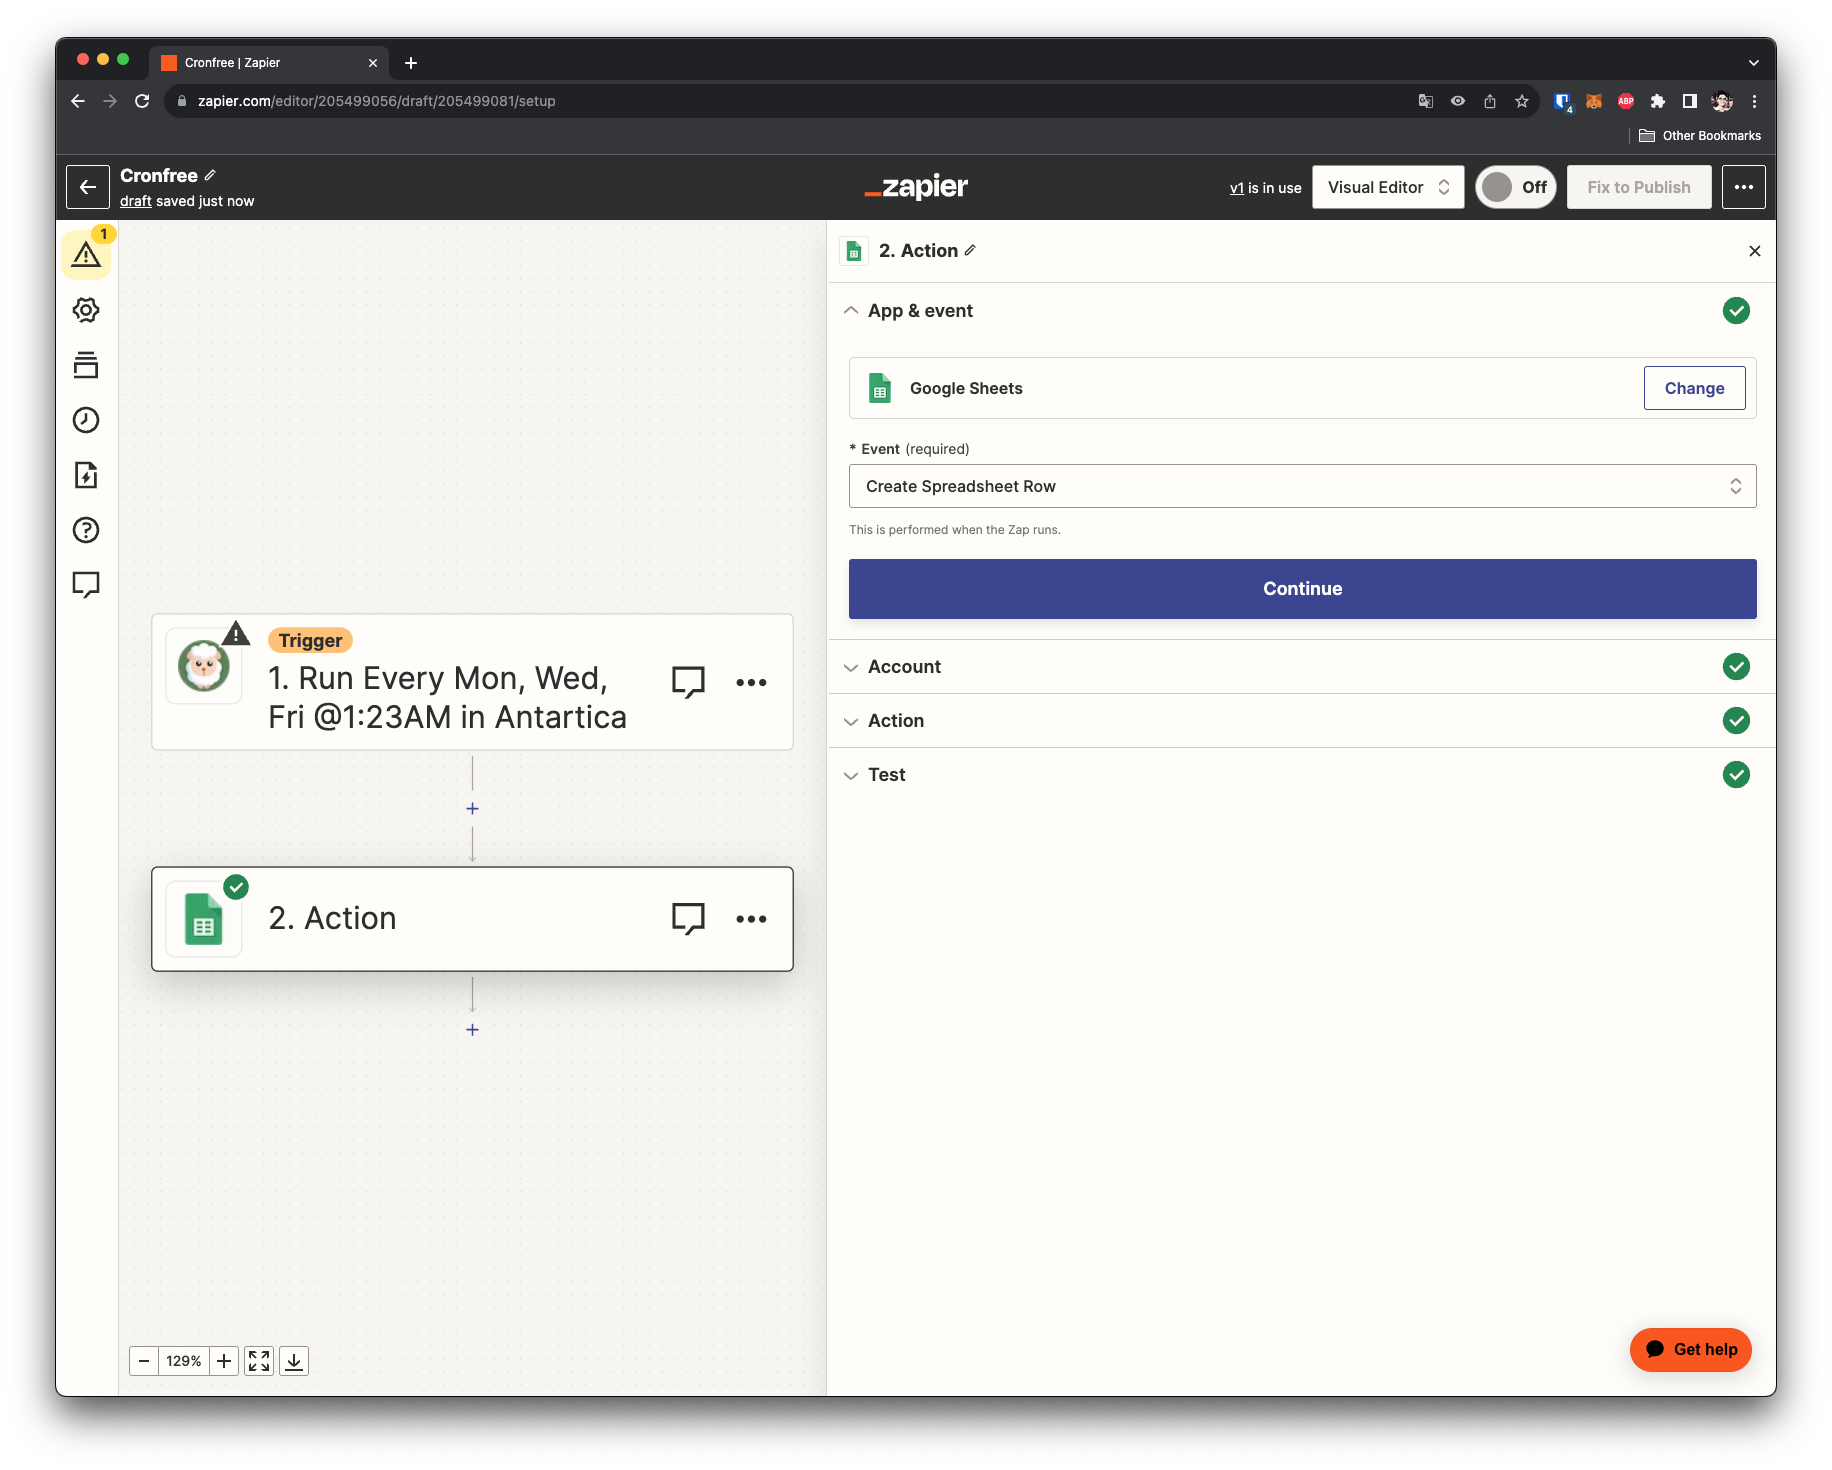 Cronfree | Zapier
zapier.com/editor/205499056/draft/205499081/setup
4
ABP
Other Bookmarks
Cronfree
draft saved just now
zapier
v1 is in use
Visual Editor
Off
Fix to Publish
1
2. Action
App & event
Google Sheets
Change
* Event (required)
Create Spreadsheet Row
This is performed when the Zap runs.
Continue
Account
Action
Test
Trigger
1. Run Every Mon, Wed,
Fri @1:23AM in Antartica
2. Action
129%
Get help